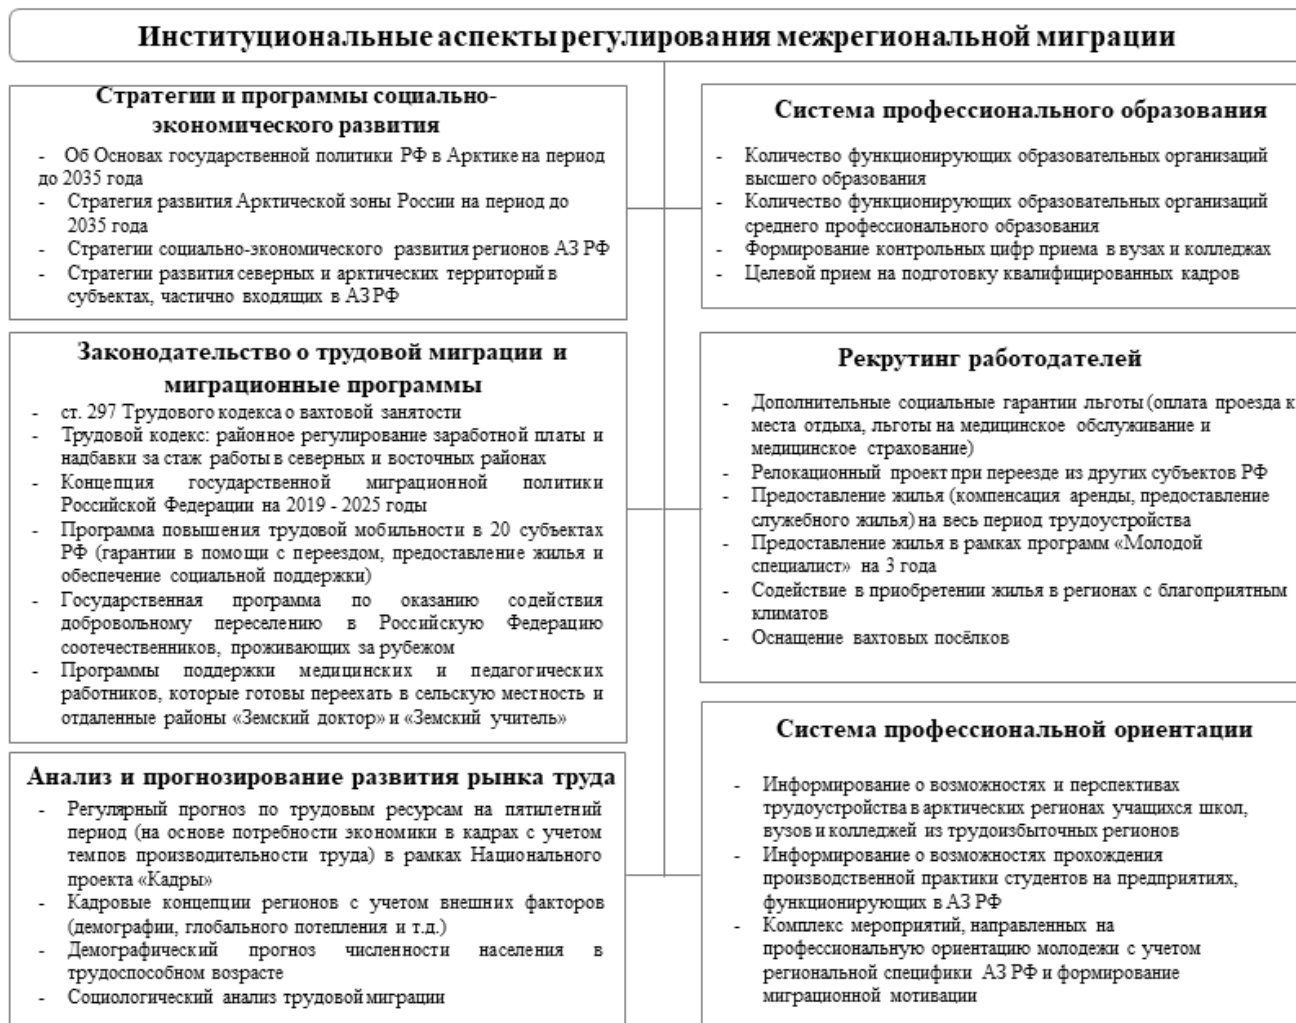 Институциональные аспекты регулирования межрегиональной миграции
Стратегии и программы социально-
экономического развития
- Об Основах государственной политики РФ в Арктике на период
до 2035 года
- Стратегия развития Арктической зоны России на период до
2035 года
- Стратегии социально-экономического развития регионов АЗ РФ
- Стратегии развития северных и арктических территорий в
субъектах, частично входящих в АЗ РФ
Законодательство о трудовой миграции и
миграционные программы
- ст. 297 Трудового кодекса о вахтовой занятости
- Трудовой кодекс: районное регулирование заработной платы и
надбавки за стаж работы в северных и восточных районах
- Концепция государственной миграционной политики
Российской Федерации на 2019 - 2025 годы
- Программа повышения трудовой мобильности в 20 субъектах
РФ (гарантии в помощи с переездом, предоставление жилья и
обеспечение социальной поддержки)
- Государственная программа по оказанию содействия
добровольному переселению в Российскую Федерацию
соотечественников, проживающих за рубежом
- Программы поддержки медицинских и педагогических
работников, которые готовы переехать в сельскую местность и
отдаленные районы «Земский доктор» и «Земский учитель»
Анализ и прогнозирование развития рынка труда
- Регулярный прогноз по трудовым ресурсам на пятилетний
период (на основе потребности экономики в кадрах с учетом
темпов производительности труда) в рамках Национального
проекта «Кадры»
- Кадровые концепции регионов с учетом внешних факторов
(демографии, глобального потепления и т.д.)
- Демографический прогноз численности населения в
трудоспособном возрасте
- Социологический анализ трудовой миграции
Система профессионального образования
- Количество функционирующих образовательных организаций
высшего образования
- Количество функционирующих образовательных организаций
среднего профессионального образования
- Формирование контрольных цифр приема в вузах и колледжах
- Целевой прием на подготовку квалифицированных кадров
Рекрутинг работодателей
- Дополнительные социальные гарантии льготы (оплата проезда к
места отдыха, льготы на медицинское обслуживание и
медицинское страхование)
- Релокационный проект при переезде из других субъектов РФ
- Предоставление жилья (компенсация аренды, предоставление
служебного жилья) на весь период трудоустройства
- Предоставление жилья в рамках программ «Молодой
специалист» на 3 года
- Содействие в приобретении жилья в регионах с благоприятным
климатов
- Оснащение вахтовых посёлков
Система профессиональной ориентации
- Информирование о возможностях и перспективах
трудоустройства в арктических регионах учащихся школ,
вузов и колледжей из трудоизбыточных регионов
- Информирование о возможностях прохождения
производственной практики студентов на предприятиях,
функционирующих в АЗ РФ
- Комплекс мероприятий, направленных на
профессиональную ориентацию молодежи с учетом
региональной специфики АЗ РФ и формирование
миграционной мотивации